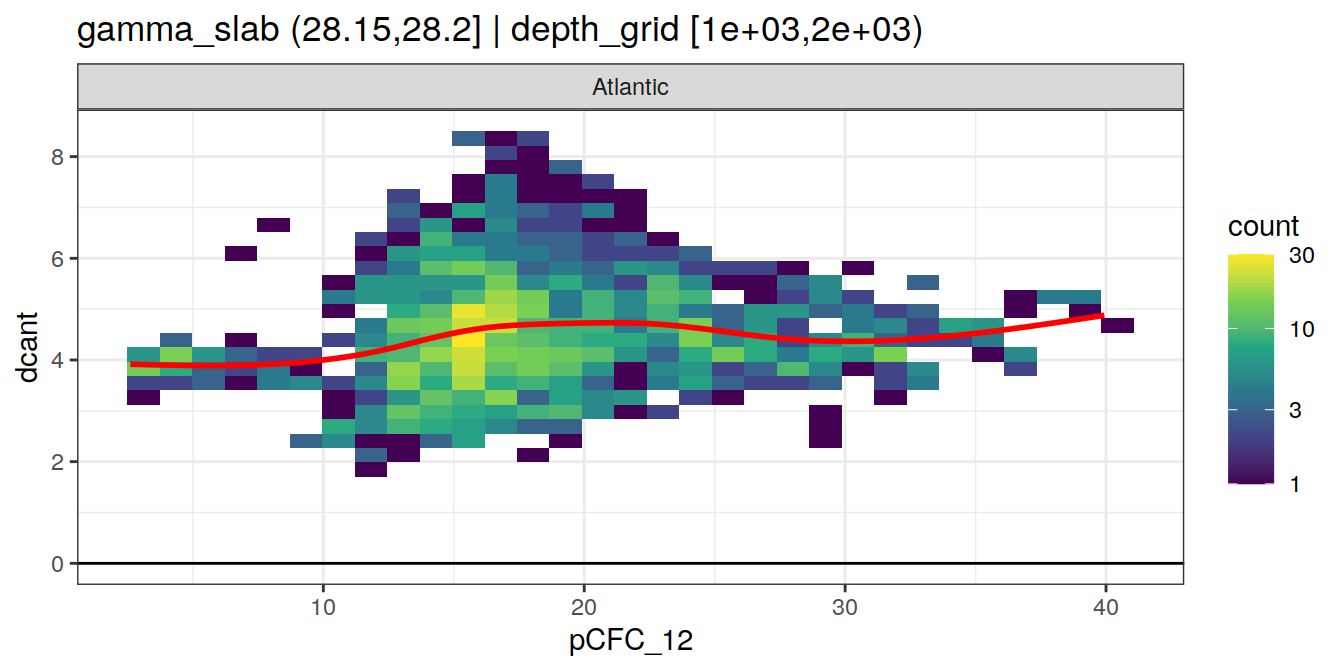 gamma_slab (28.15,28.2] | depth_grid [1e+03,2e+03)
Atlantic
8
6
4
2
0
dcant
10
20
30
40
pCFC_12
count
30
10
3
1